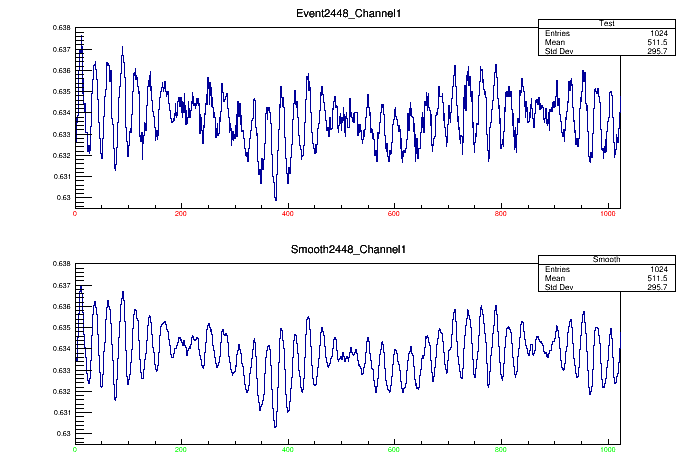 Event2448_Channel1
Test
Entries 1024
Mean 511.5
Std Dev 295.7
0.638
0.637
0.636
0.635
0.634
0.633
0.632
0.631
0.63
0 200 400 600 800 1000
Smooth2448_Channel1
Smooth
Entries 1024
Mean 511.5
Std Dev 295.7
0.638
0.637
0.636
0.635
0.634
0.633
0.632
0.631
0.63
0 200 400 600 800 1000